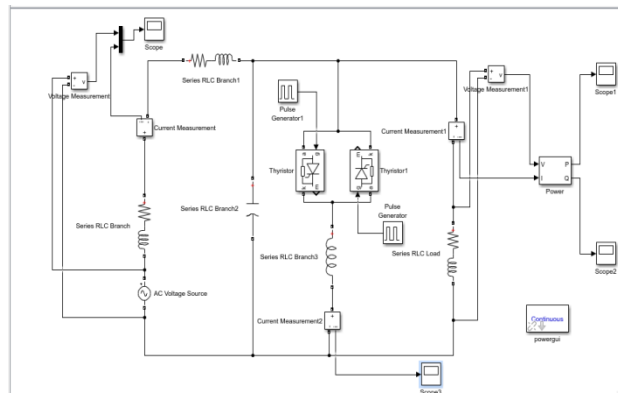 Scope
Series RLC Branch1
Voltage Measurement
Pulse
Generator1
Voltage Measurement1
Scope1
Current Measurement
Current Measurement1
Thyristor
Thyristor1
V
I
P
Q
Power
Series RLC Branch
Series RLC Branch2
Pulse
Generator
Series RLC Branch3
Series RLC Load
Scope2
AC Voltage Source
Current Measurement2
Continuous
powergui